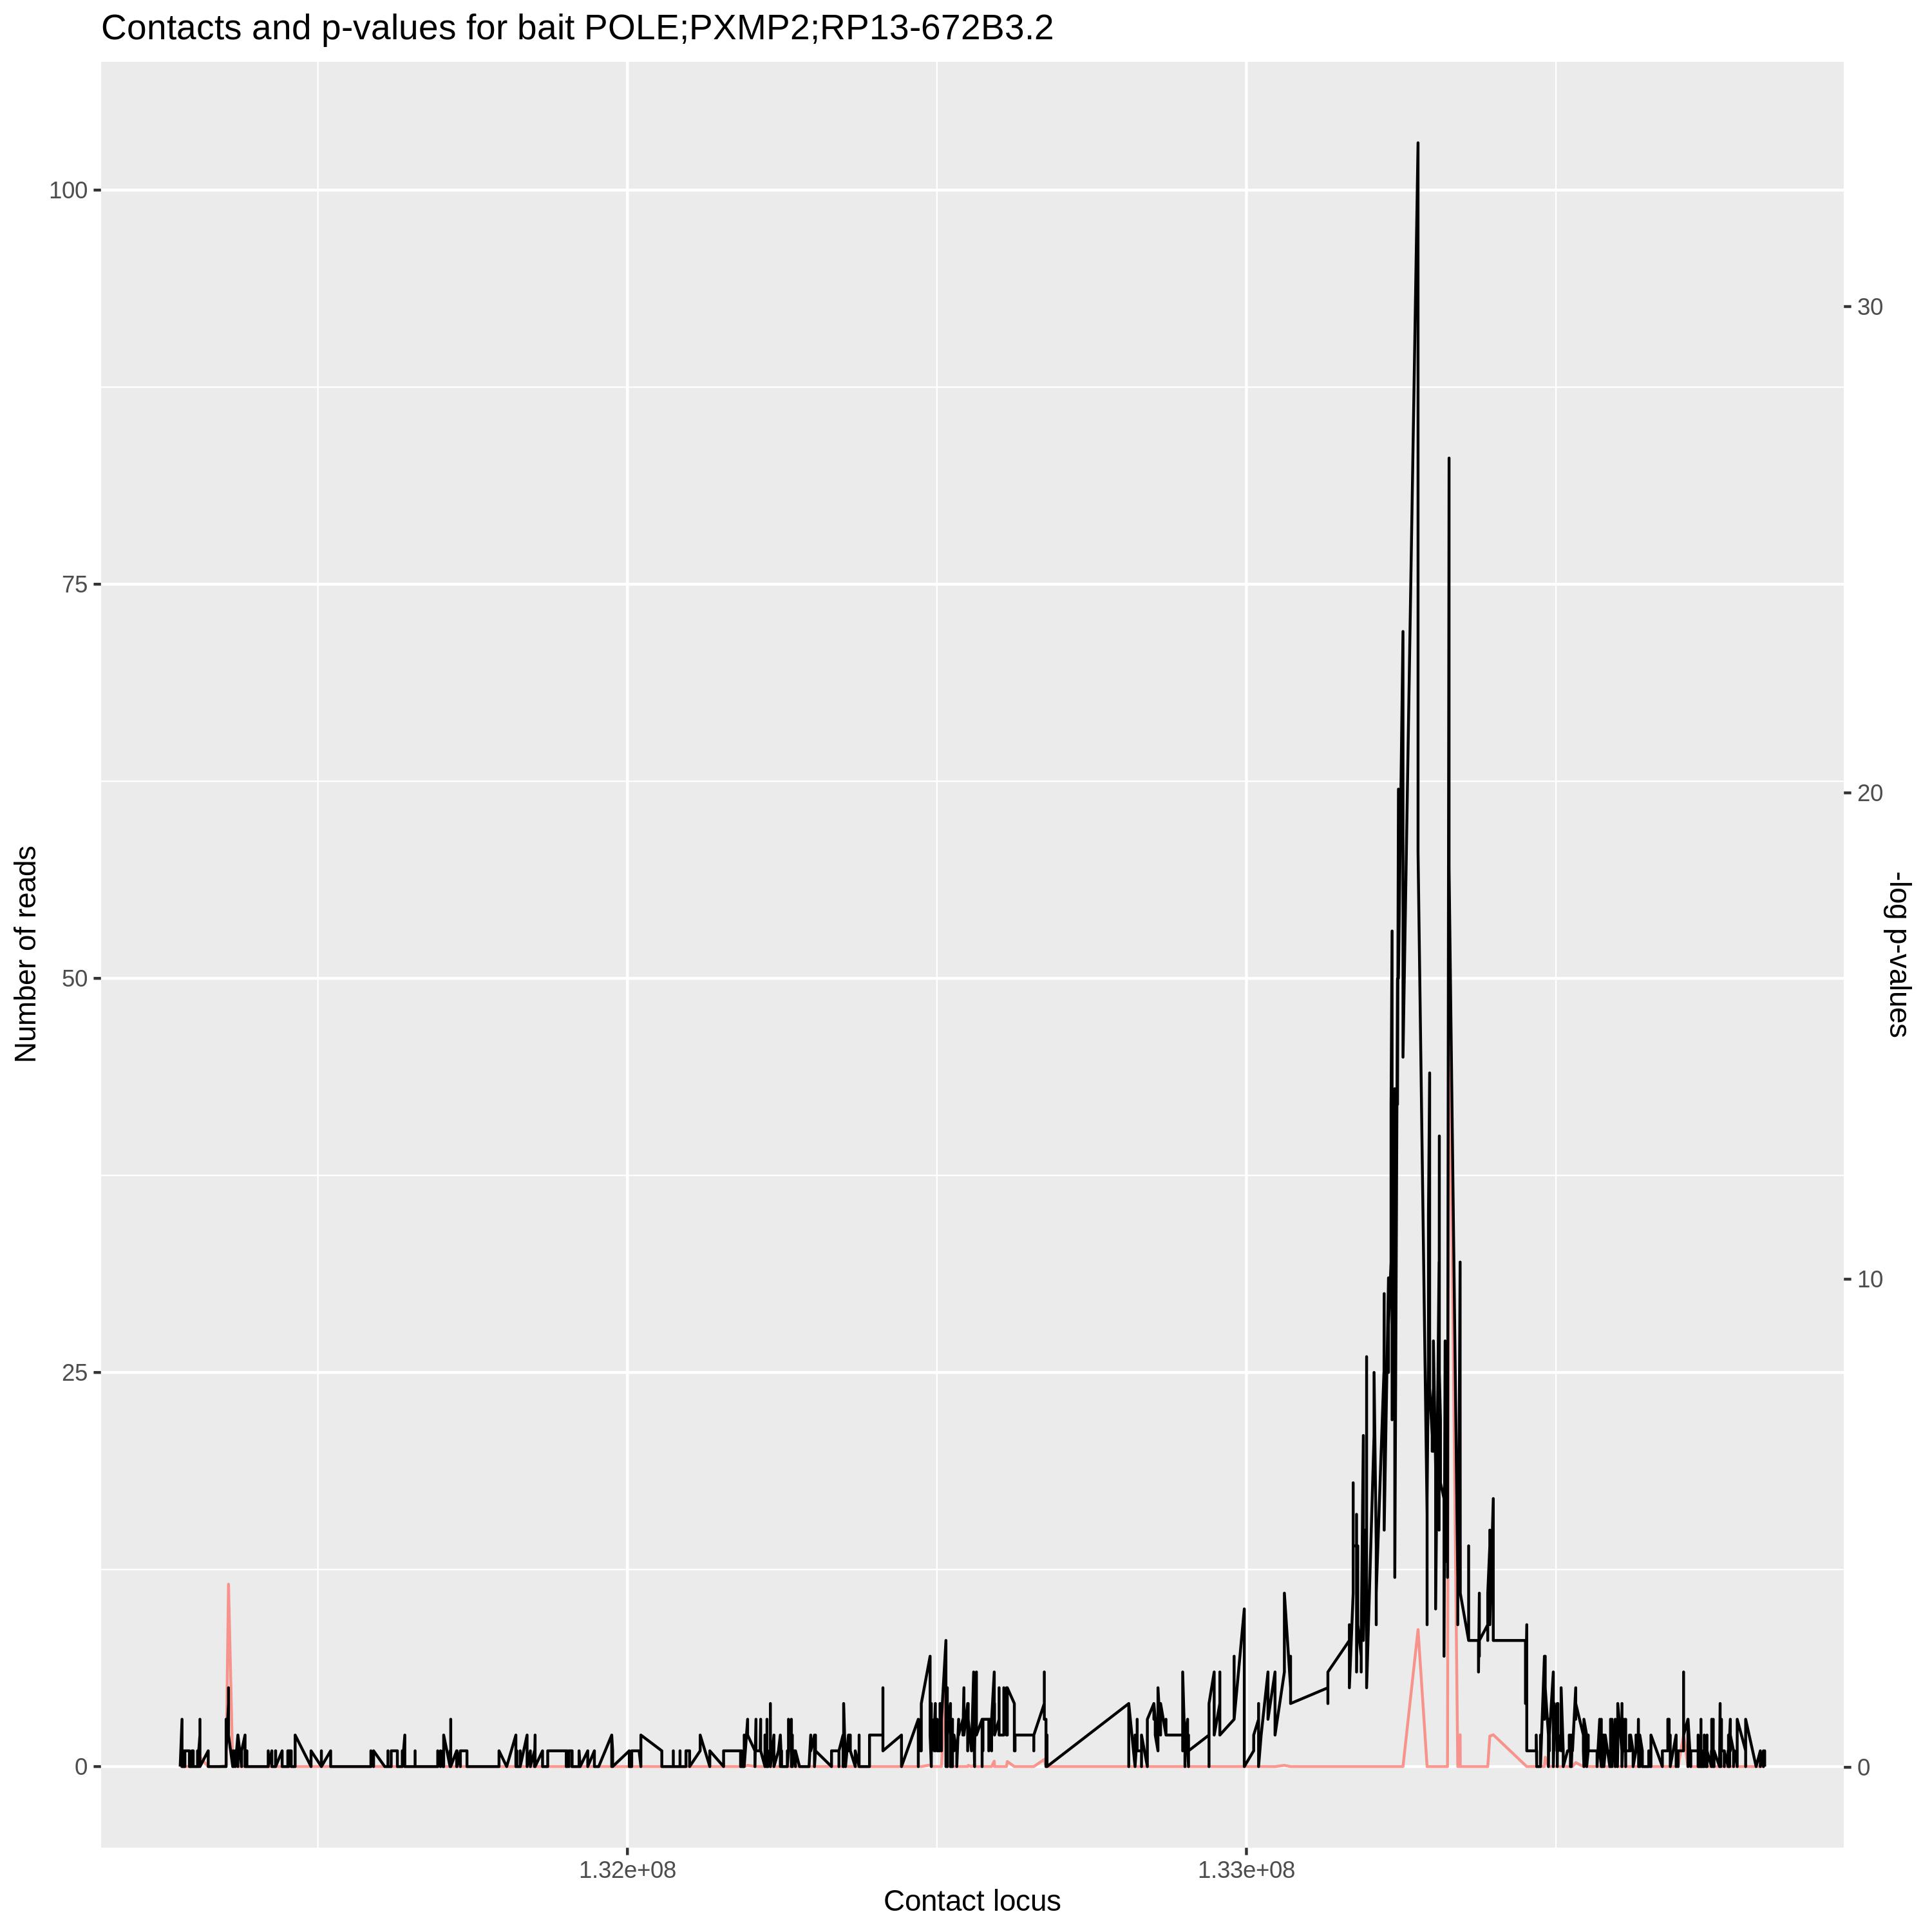 Contacts and p-values for bait POLE;PXMP2;RP13-672B3.2
100
75
50
25
0
Number of reads
30
20
10
0
-log p-values
1.32e+08
1.33e+08
Contact locus